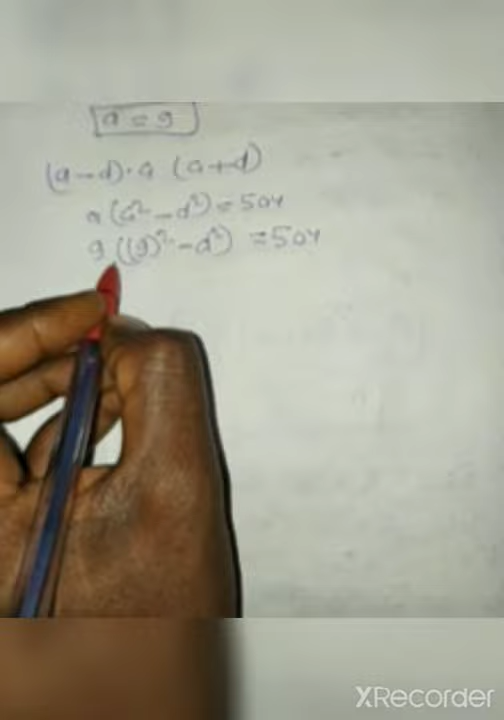 a = 9
(a-d)·a (a+d)
a(a²-d²)=504
9((9)²-d²) =504
XRecorder